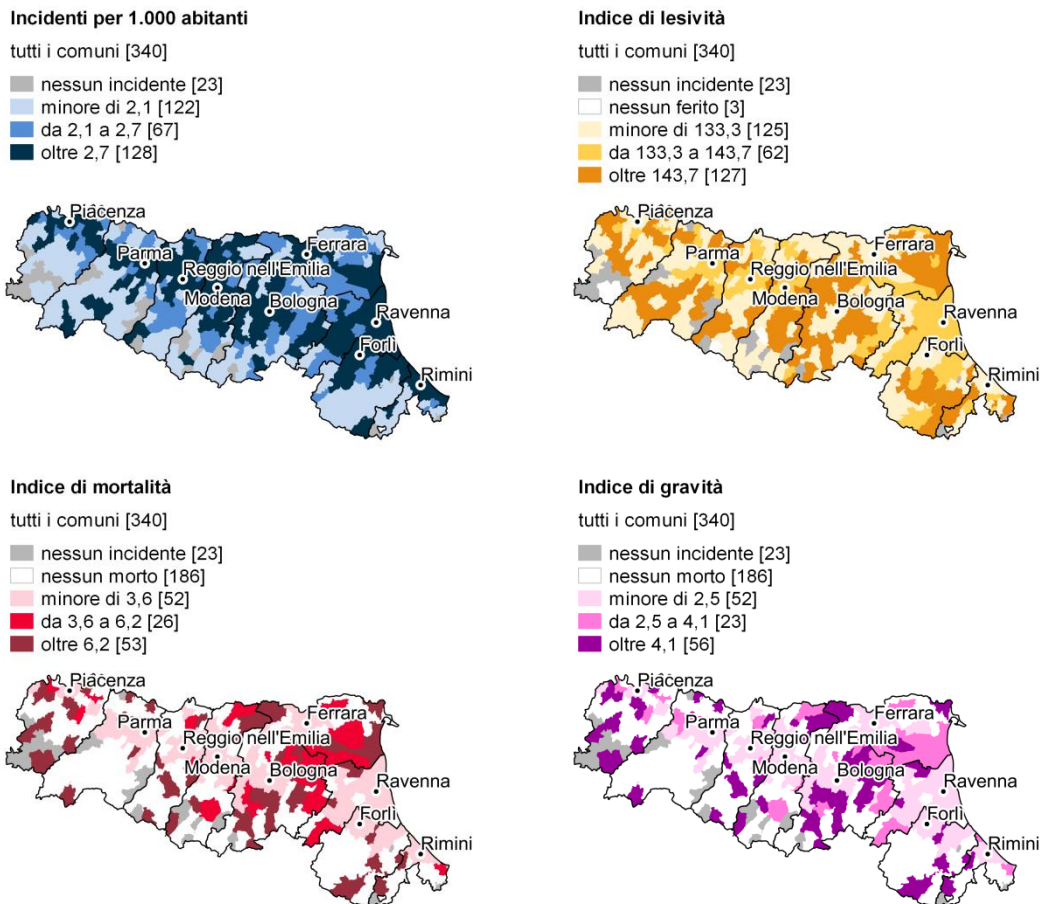 Incidenti per 1.000 abitanti
tutti i comuni [340]
nessun incidente [23]
minore di 2,1 [122]
da 2,1 a 2,7 [67]
oltre 2,7 [128]
Piacenza
Parma
Ferrara
Reggio nell'Emilia
Modena
Bologna
Ravenna
Forlì
Rimini
Indice di lesività
tutti i comuni [340]
nessun incidente [23]
nessun ferito [3]
minore di 133,3 [125]
da 133,3 a 143,7 [62]
oltre 143,7 [127]
Piacenza
Parma
Ferrara
Reggio nell'Emilia
Modena
Bologna
Ravenna
Forlì
Rimini
Indice di mortalità
tutti i comuni [340]
nessun incidente [23]
nessun morto [186]
minore di 3,6 [52]
da 3,6 a 6,2 [26]
oltre 6,2 [53]
Piacenza
Parma
Ferrara
Reggio nell'Emilia
Modena
Bologna
Ravenna
Forlì
Rimini
Indice di gravità
tutti i comuni [340]
nessun incidente [23]
nessun morto [186]
minore di 2,5 [52]
da 2,5 a 4,1 [23]
oltre 4,1 [56]
Piacenza
Parma
Ferrara
Reggio nell'Emilia
Modena
Bologna
Ravenna
Forlì
Rimini